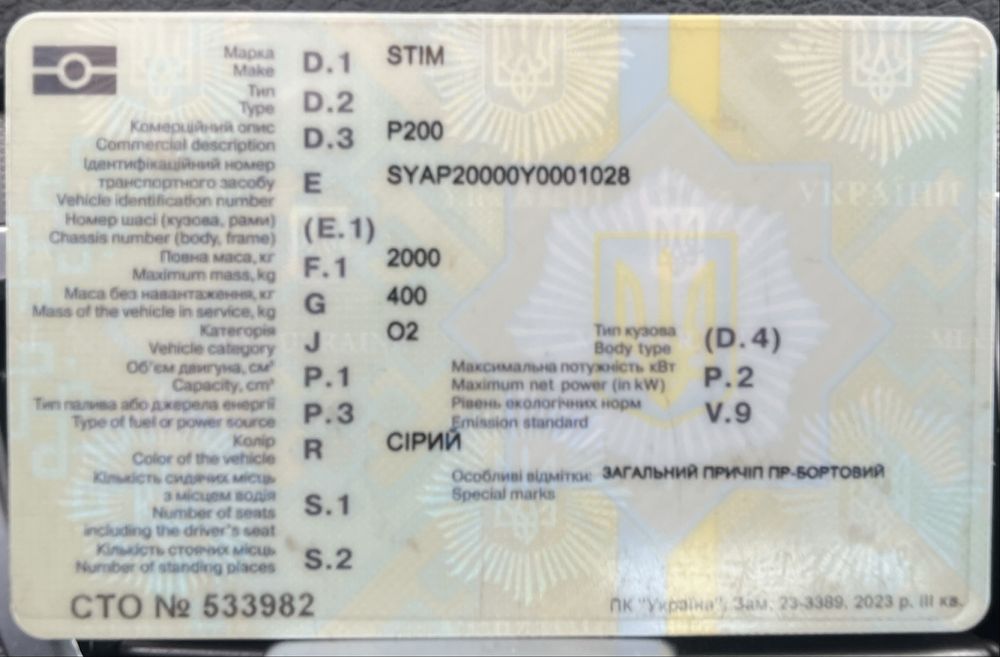 Марка
Make D.1 STIM
Тип
Type D.2
Комерційний опис
Commercial description D.3 P200
Ідентифікаційний номер
транспортного засобу
Vehicle identification number E SYAP20000Y0001028
Номер шасі (кузова, рами)
Chassis number (body, frame) (E.1)
Повна маса, кг
Maximum mass, kg F.1 2000
Маса без навантаження, кг
Mass of the vehicle in service, kg G 400
Категорія
Vehicle category J O2
Тип кузова
Body type (D.4)
Об'єм двигуна, см³
Capacity, cm³ P.1
Максимальна потужність кВт
Maximum net power (in kW) P.2
Тип палива або джерела енергії
Type of fuel or power source P.3
Рівень екологічних норм
Emission standard V.9
Колір
Color of the vehicle R СІРИЙ
Кількість сидячих місць
з місцем водія
Number of seats
including the driver's seat S.1
Особливі відмітки: ЗАГАЛЬНИЙ ПРИЧІП ПР-БОРТОВИЙ
Special marks
Кількість стоячих місць
Number of standing places S.2
СТО № 533982
ПК "Україна". Зам. 23-3389. 2023 р. III кв.
УКРАЇНИ